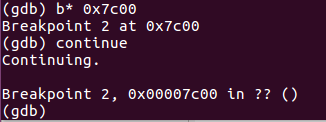 (gdb) b* 0x7c00
Breakpoint 2 at 0x7c00
(gdb) continue
Continuing.
Breakpoint 2, 0x00007c00 in ?? ()
(gdb)